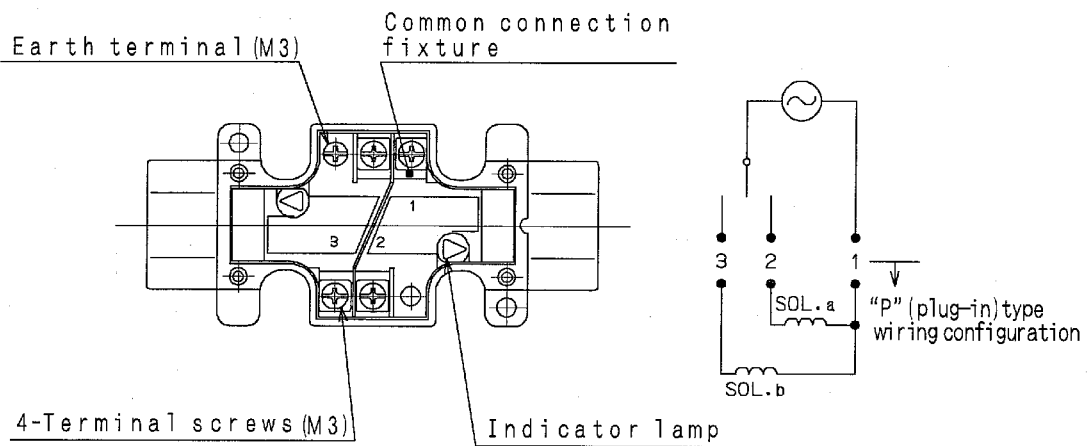 Earth terminal (M3)
Common connection
fixture
1
3 2
3 2 1
SOL.a
"P" (plug-in) type
wiring configuration
SOL.b
4-Terminal screws (M3)
Indicator lamp